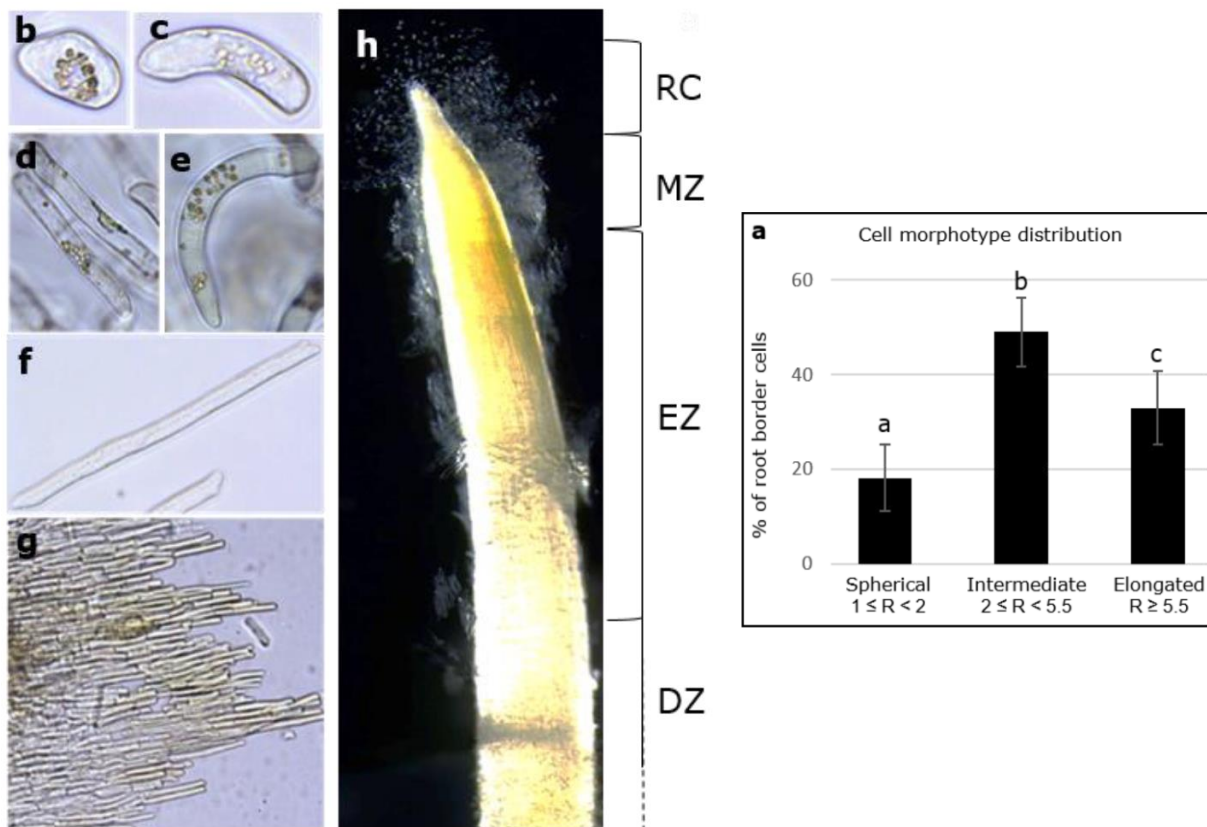 b
c
d
e
f
g
h
RC
MZ
EZ
DZ
a
Cell morphotype distribution
% of root border cells
60
40
20
0
a
b
c
Spherical
1 ≤ R < 2
Intermediate
2 ≤ R < 5.5
Elongated
R ≥ 5.5